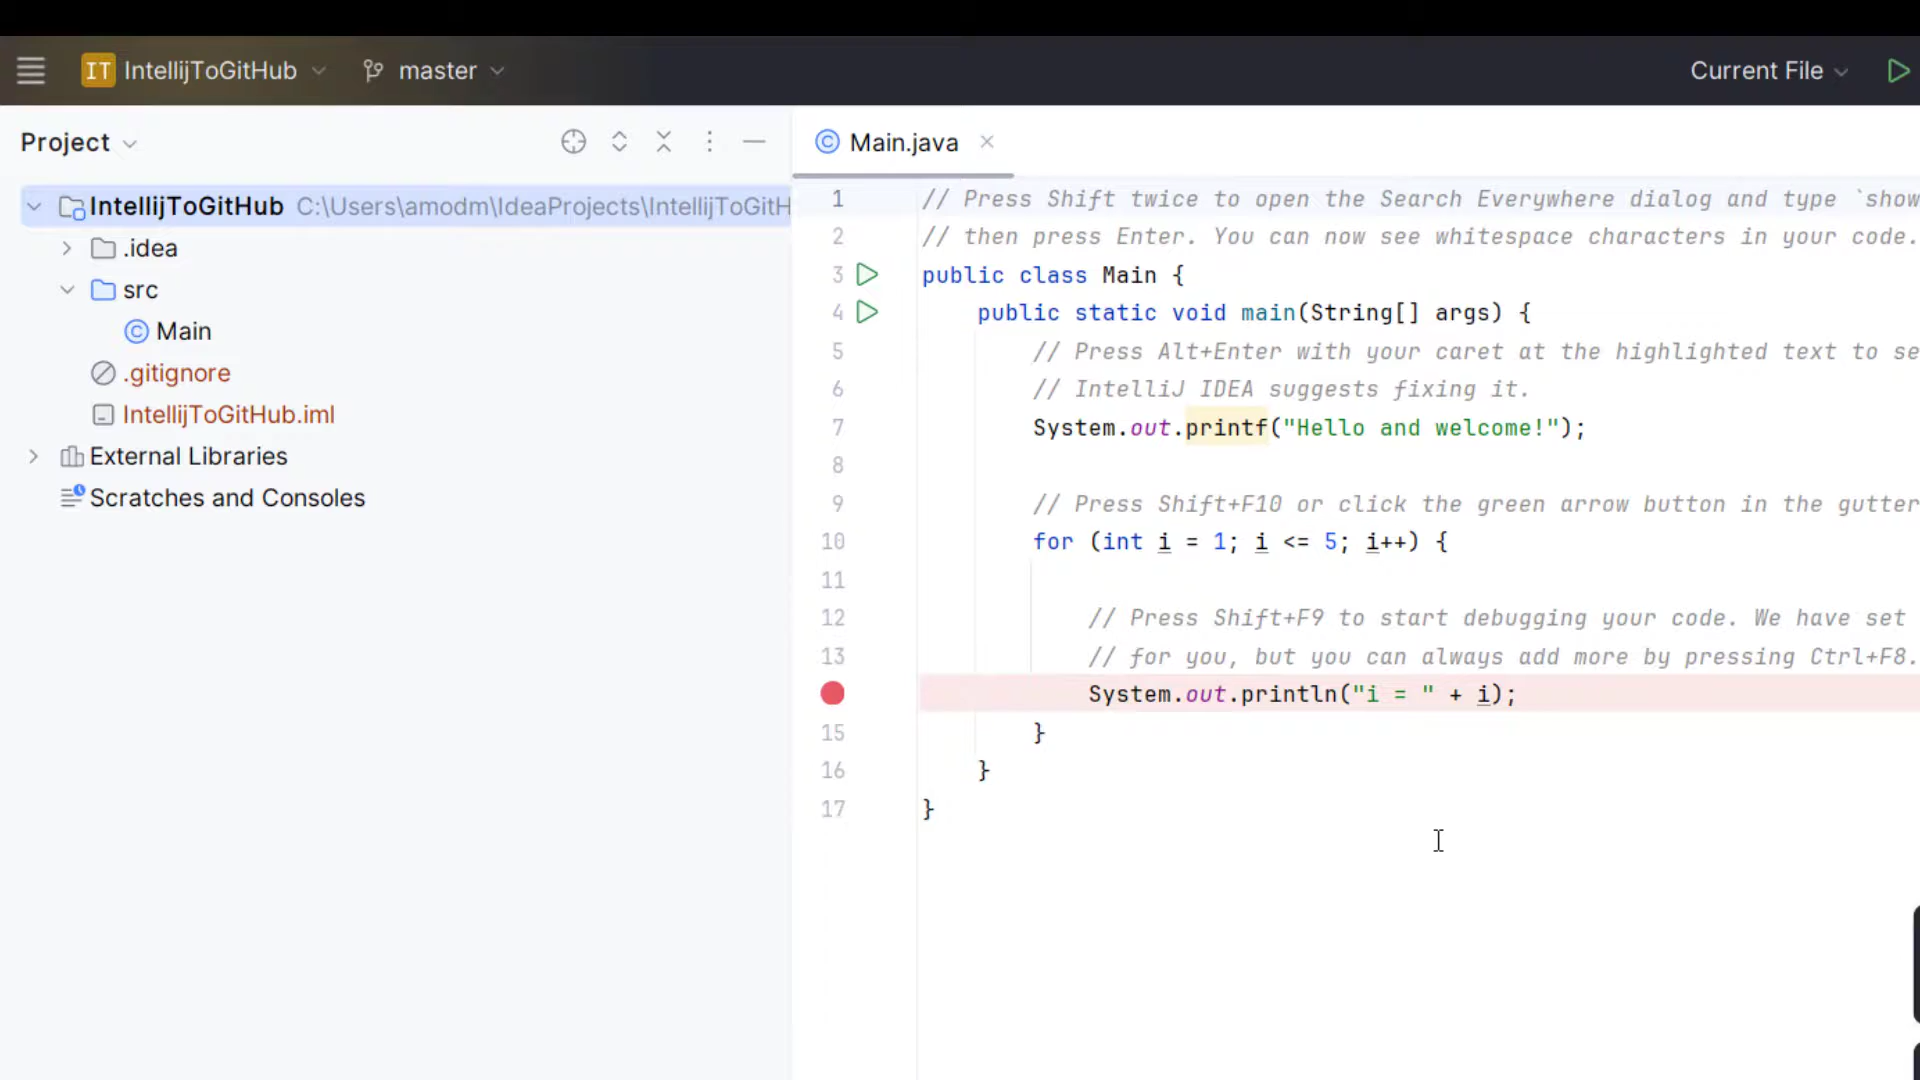 IT IntellijToGitHub master Current File
Project
Main.java
IntellijToGitHub C:\Users\amodm\IdeaProjects\IntellijToGitH
.idea
src
Main
.gitignore
IntellijToGitHub.iml
External Libraries
Scratches and Consoles
1 // Press Shift twice to open the Search Everywhere dialog and type `show
2 // then press Enter. You can now see whitespace characters in your code.
3 public class Main {
4 public static void main(String[] args) {
5 // Press Alt+Enter with your caret at the highlighted text to se
6 // IntelliJ IDEA suggests fixing it.
7 System.out.printf("Hello and welcome!");
8
9 // Press Shift+F10 or click the green arrow button in the gutter
10 for (int i = 1; i <= 5; i++) {
11
12 // Press Shift+F9 to start debugging your code. We have set
13 // for you, but you can always add more by pressing Ctrl+F8.
System.out.println("i = " + i);
15 }
16 }
17 }